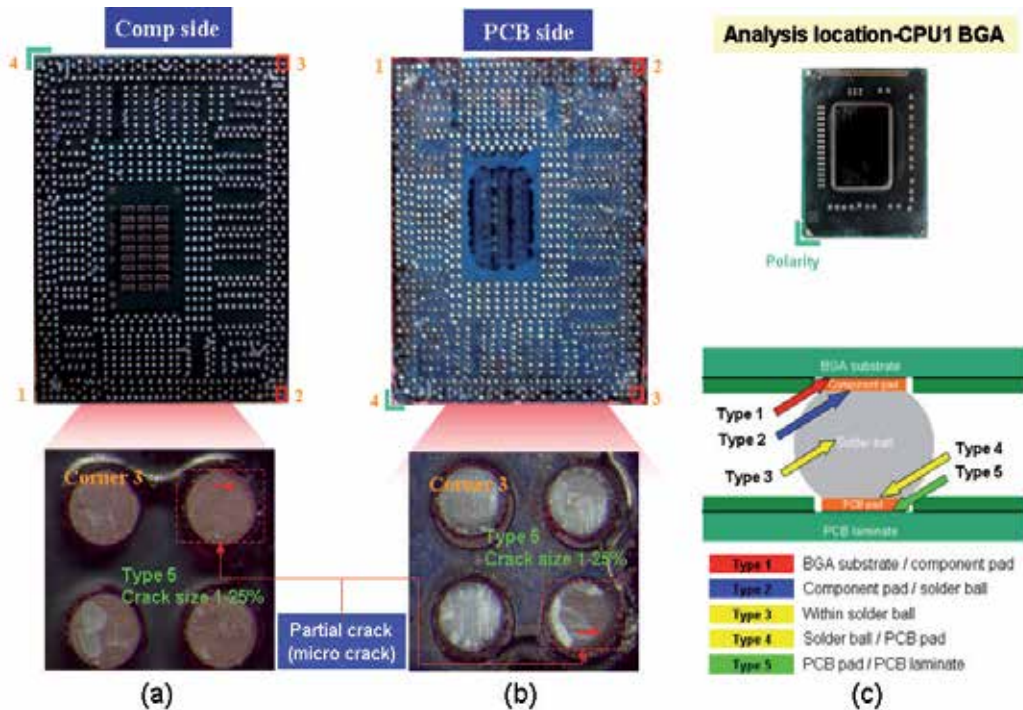 Comp side
4
3
1
2
Corner 3
Type 5
Crack size 1-25%
(a)
PCB side
1
2
4
3
Corner 3
Type 5
Crack size 1-25%
Partial crack
(micro crack)
(b)
Analysis location-CPU1 BGA
Polarity
BGA substrate
Component pad
Type 1
Type 2
Solder ball
Type 3
Type 4
Type 5
PCB pad
PCB laminate
Type 1 BGA substrate / component pad
Type 2 Component pad / solder ball
Type 3 Within solder ball
Type 4 Solder ball / PCB pad
Type 5 PCB pad / PCB laminate
(c)